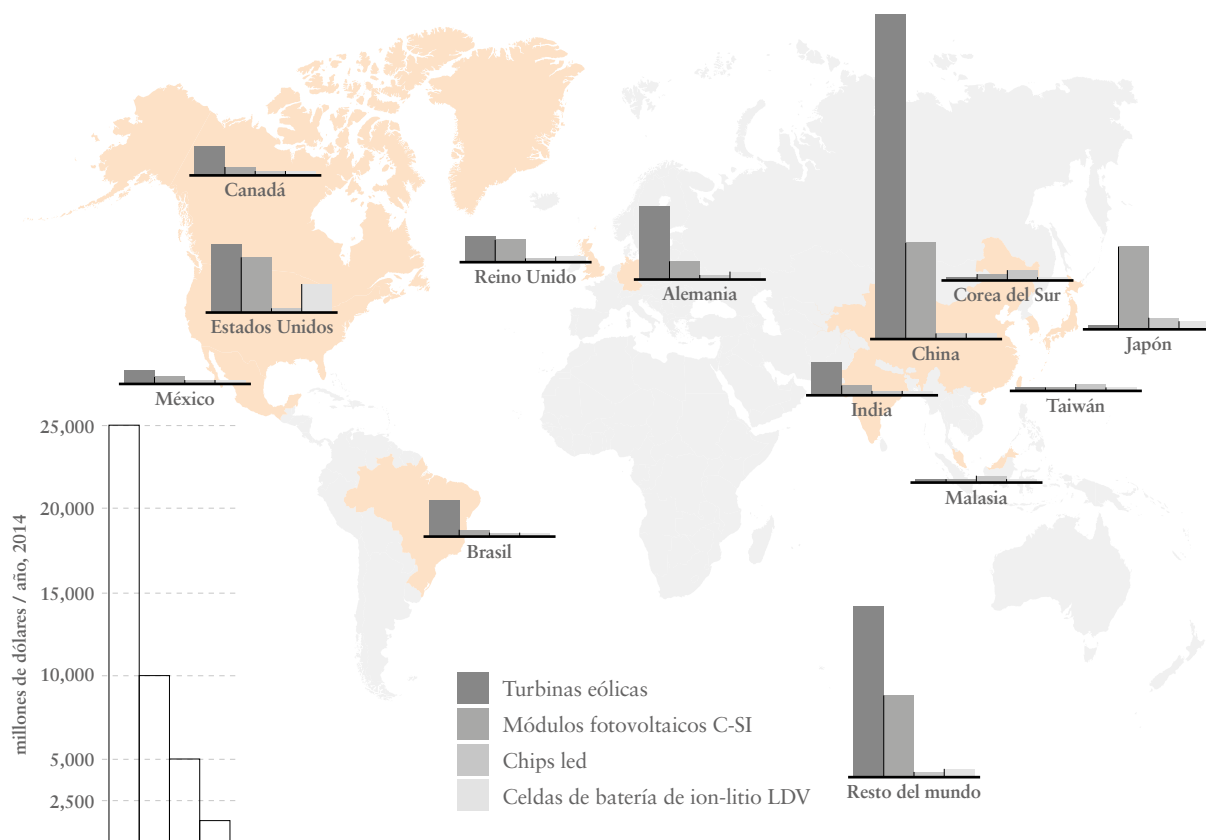 Canadá
Reino Unido
Alemania
Corea del Sur
Estados Unidos
China
Japón
México
India
Taiwán
Malasia
Brasil
millones de dólares / año, 2014
25,000
20,000
15,000
10,000
5,000
2,500
Turbinas eólicas
Módulos fotovoltaicos C-SI
Chips led
Celdas de batería de ion-litio LDV
Resto del mundo